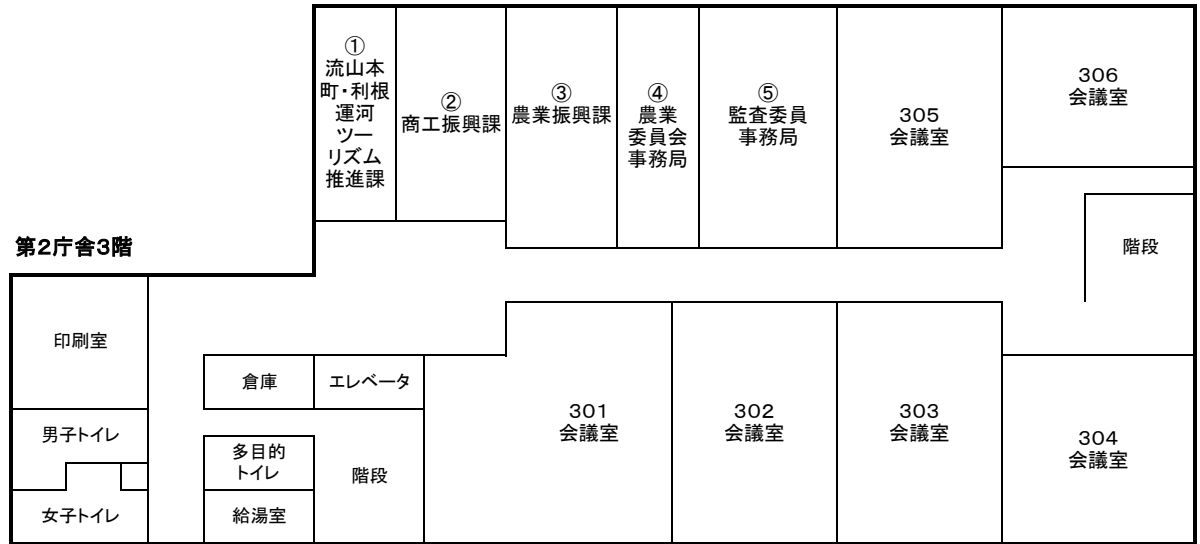 ①
流山本
町・利根
運河
ツー
リズム
推進課
②
商工振興課
③
農業振興課
④
農業
委員会
事務局
⑤
監査委員
事務局
305
会議室
306
会議室
階段
第2庁舎3階
印刷室
男子トイレ
女子トイレ
倉庫
エレベータ
多目的
トイレ
給湯室
階段
301
会議室
302
会議室
303
会議室
304
会議室